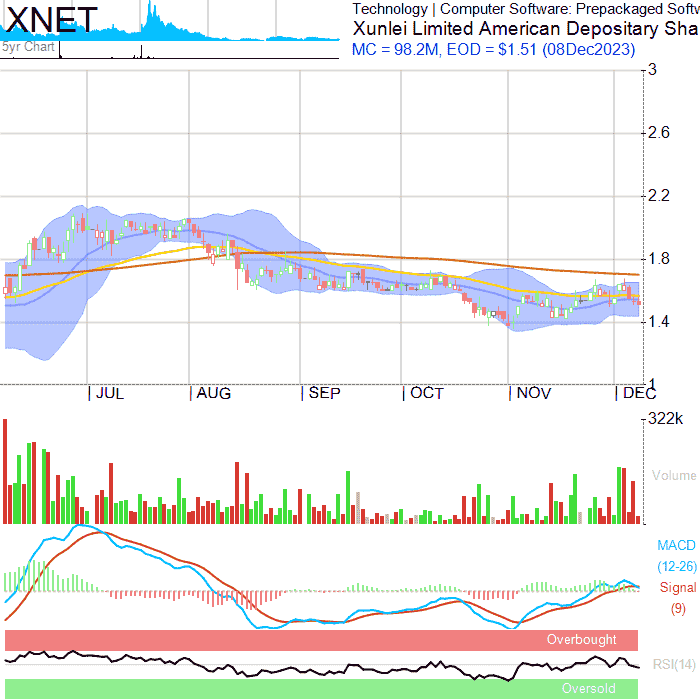 XNET
5yr Chart
Technology | Computer Software: Prepackaged Softw
Xunlei Limited American Depositary Sha
MC = 98.2M, EOD = $1.51 (08Dec2023)
3
2.6
2.2
1.8
1.4
1
JUL AUG SEP OCT NOV DEC
322k
Volume
MACD
(12-26)
Signal
(9)
Overbought
RSI(14)
Oversold